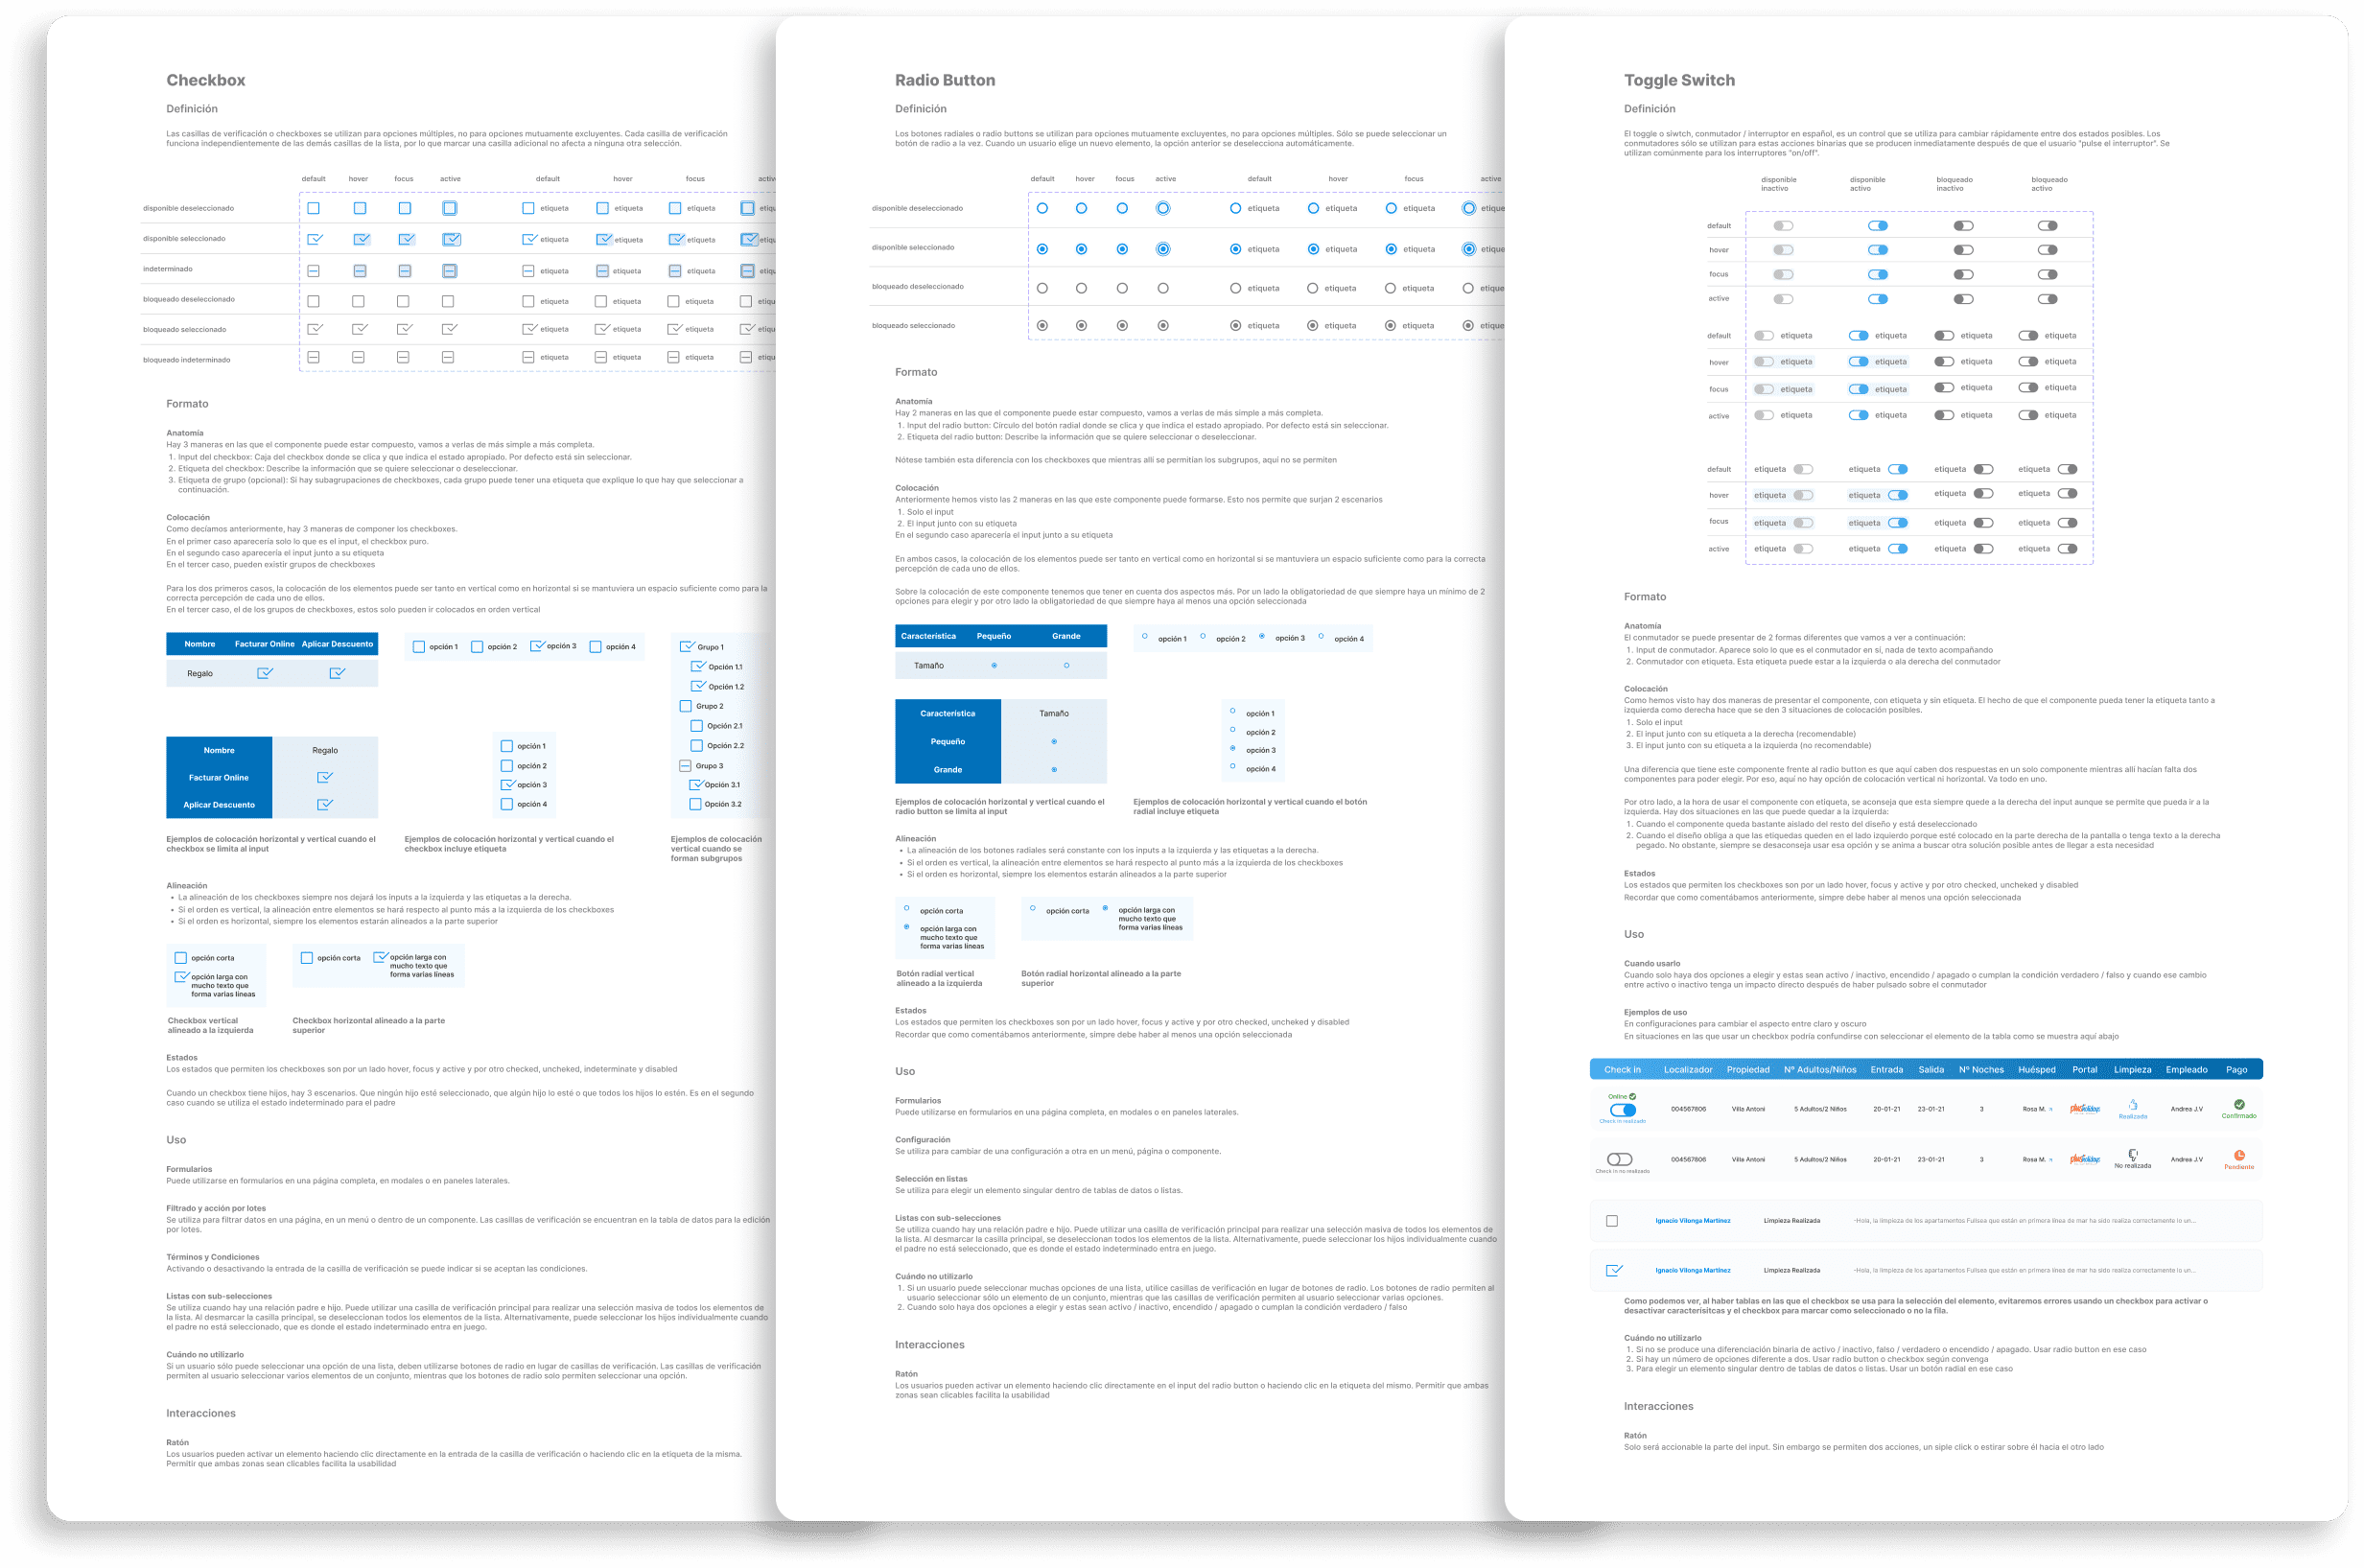 Checkbox
Definición
Las casillas de verificación o checkboxes se utilizan para opciones múltiples, no para opciones mutuamente excluyentes. Cada casilla de verificación
funciona independientemente de las demás casillas de la lista, por lo que marcar una casilla adicional no afecta a ninguna otra selección.
default hover focus active default hover focus active
disponible deseleccionado etiqueta etiqueta etiqueta etiq
disponible seleccionado etiqueta etiqueta etiqueta etiq
indeterminado etiqueta etiqueta etiqueta etiq
bloqueado deseleccionado etiqueta etiqueta etiqueta etiq
bloqueado seleccionado etiqueta etiqueta etiqueta etiq
bloqueado indeterminado etiqueta etiqueta etiqueta etiq
Formato
Anatomía
Hay 3 maneras en las que el componente puede estar compuesto, vamos a verlas de más simple a más completa.
1. Input del checkbox: Caja del checkbox donde se clica y que indica el estado apropiado. Por defecto está sin seleccionar.
2. Etiqueta del checkbox: Describe la información que se quiere seleccionar o deseleccionar.
3. Etiqueta de grupo (opcional): Si hay subagrupaciones de checkboxes, cada grupo puede tener una etiqueta que explique lo que hay que seleccionar a
continuación.
Colocación
Como decíamos anteriormente, hay 3 maneras de componer los checkboxes.
En el primer caso aparecería solo lo que es el input, el checkbox puro.
En el segundo caso aparecería el input junto a su etiqueta
En el tercer caso, pueden existir grupos de checkboxes
Para los dos primeros casos, la colocación de los elementos puede ser tanto en vertical como en horizontal si se mantuviera un espacio suficiente como para la
correcta percepción de cada uno de ellos.
En el tercer caso, el de los grupos de checkboxes, estos solo pueden ir colocados en orden vertical
Nombre Facturar Online Aplicar Descuento
Regalo
opción 1 opción 2 opción 3 opción 4
Grupo 1
Opción 1.1
Opción 1.2
Grupo 2
Opción 2.1
Opción 2.2
Grupo 3
Opción 3.1
Opción 3.2
Nombre Regalo
Facturar Online
Aplicar Descuento
opción 1
opción 2
opción 3
opción 4
Ejemplos de colocación horizontal y vertical cuando el
checkbox se limita al input
Ejemplos de colocación horizontal y vertical cuando el
checkbox incluye etiqueta
Ejemplos de colocación
vertical cuando se
forman subgrupos
Alineación
• La alineación de los checkboxes siempre nos dejará los inputs a la izquierda y las etiquetas a la derecha.
• Si el orden es vertical, la alineación entre elementos se hará respecto al punto más a la izquierda de los checkboxes
• Si el orden es horizontal, siempre los elementos estarán alineados a la parte superior
opción corta
opción larga con
mucho texto que
forma varias líneas
opción corta
opción larga con
mucho texto que
forma varias líneas
Checkbox vertical
alineado a la izquierda
Checkbox horizontal alineado a la parte
superior
Estados
Los estados que permiten los checkboxes son por un lado hover, focus y active y por otro checked, uncheked, indeterminate y disabled
Cuando un checkbox tiene hijos, hay 3 escenarios. Que ningún hijo esté seleccionado, que algún hijo lo esté o que todos los hijos lo estén. Es en el segundo
caso cuando se utiliza el estado indeterminado para el padre
Uso
Formularios
Puede utilizarse en formularios en una página completa, en modales o en paneles laterales.
Filtrado y acción por lotes
Se utiliza para filtrar datos en una página, en un menú o dentro de un componente. Las casillas de verificación se encuentran en la tabla de datos para la edición
por lotes.
Términos y Condiciones
Activando o desactivando la entrada de la casilla de verificación se puede indicar si se aceptan las condiciones.
Listas con sub-selecciones
Se utiliza cuando hay una relación padre e hijo. Puede utilizar una casilla de verificación principal para realizar una selección masiva de todos los elementos de
la lista. Al desmarcar la casilla principal, se deseleccionan todos los elementos de la lista. Alternativamente, puede seleccionar los hijos individualmente cuando
el padre no está seleccionado, que es donde el estado indeterminado entra en juego.
Cuándo no utilizarlo
Si un usuario sólo puede seleccionar una opción de una lista, deben utilizarse botones de radio en lugar de casillas de verificación. Las casillas de verificación
permiten al usuario seleccionar varios elementos de un conjunto, mientras que los botones de radio solo permiten seleccionar una opción.
Interacciones
Ratón
Los usuarios pueden activar un elemento haciendo clic directamente en la entrada de la casilla de verificación o haciendo clic en la etiqueta de la misma.
Permitir que ambas zonas sean clicables facilita la usabilidad
Radio Button
Definición
Los botones radiales o radio buttons se utilizan para opciones mutuamente excluyentes, no para opciones múltiples. Sólo se puede seleccionar un
botón de radio a la vez. Cuando un usuario elige un nuevo elemento, la opción anterior se deselecciona automáticamente.
default hover focus active default hover focus active
disponible deseleccionado etiqueta etiqueta etiqueta etique
disponible seleccionado etiqueta etiqueta etiqueta etique
bloqueado deseleccionado etiqueta etiqueta etiqueta etique
bloqueado seleccionado etiqueta etiqueta etiqueta etique
Formato
Anatomía
Hay 2 maneras en las que el componente puede estar compuesto, vamos a verlas de más simple a más completa.
1. Input del radio button: Círculo del botón radial donde se clica y que indica el estado apropiado. Por defecto está sin seleccionar.
2. Etiqueta del radio button: Describe la información que se quiere seleccionar o deseleccionar.
Nótese también esta diferencia con los checkboxes que mientras allí se permitían los subgrupos, aquí no se permiten
Colocación
Anteriormente hemos visto las 2 maneras en las que este componente puede formarse. Esto nos permite que surjan 2 escenarios
1. Solo el input
2. El input junto con su etiqueta
En el segundo caso aparecería el input junto a su etiqueta
En ambos casos, la colocación de los elementos puede ser tanto en vertical como en horizontal si se mantuviera un espacio suficiente como para la correcta
percepción de cada uno de ellos.
Sobre la colocación de este componente tenemos que tener en cuenta dos aspectos más. Por un lado la obligatoriedad de que siempre haya un mínimo de 2
opciones para elegir y por otro lado la obligatoriedad de que siempre haya al menos una opción seleccionada
Característica Pequeño Grande
Tamaño
opción 1 opción 2 opción 3 opción 4
Característica Tamaño
Pequeño
Grande
opción 1
opción 2
opción 3
opción 4
Ejemplos de colocación horizontal y vertical cuando el
radio button se limita al input
Ejemplos de colocación horizontal y vertical cuando el botón
radial incluye etiqueta
Alineación
• La alineación de los botones radiales será constante con los inputs a la izquierda y las etiquetas a la derecha.
• Si el orden es vertical, la alineación entre elementos se hará respecto al punto más a la izquierda de los checkboxes
• Si el orden es horizontal, siempre los elementos estarán alineados a la parte superior
opción corta
opción larga con
mucho texto que
forma varias líneas
opción corta
opción larga con
mucho texto que
forma varias líneas
Botón radial vertical
alineado a la izquierda
Botón radial horizontal alineado a la parte
superior
Estados
Los estados que permiten los checkboxes son por un lado hover, focus y active y por otro checked, uncheked y disabled
Recordar que como comentábamos anteriormente, simpre debe haber al menos una opción seleccionada
Uso
Formularios
Puede utilizarse en formularios en una página completa, en modales o en paneles laterales.
Configuración
Se utiliza para cambiar de una configuración a otra en un menú, página o componente.
Selección en listas
Se utiliza para elegir un elemento singular dentro de tablas de datos o listas.
Listas con sub-selecciones
Se utiliza cuando hay una relación padre e hijo. Puede utilizar una casilla de verificación principal para realizar una selección masiva de todos los elementos de
la lista. Al desmarcar la casilla principal, se deseleccionan todos los elementos de la lista. Alternativamente, puede seleccionar los hijos individualmente cuando
el padre no está seleccionado, que es donde el estado indeterminado entra en juego.
Cuándo no utilizarlo
1. Si un usuario puede seleccionar muchas opciones de una lista, utilice casillas de verificación en lugar de botones de radio. Los botones de radio permiten al
usuario seleccionar sólo un elemento de un conjunto, mientras que las casillas de verificación permiten al usuario seleccionar varias opciones.
2. Cuando solo haya dos opciones a elegir y estas sean activo / inactivo, encendido / apagado o cumplan la condición verdadero / falso
Interacciones
Ratón
Los usuarios pueden activar un elemento haciendo clic directamente en el input del radio button o haciendo clic en la etiqueta del mismo. Permitir que ambas
zonas sean clicables facilita la usabilidad
Toggle Switch
Definición
El toggle o siwtch, conmutador / interruptor en español, es un control que se utiliza para cambiar rápidamente entre dos estados posibles. Los
conmutadores sólo se utilizan para estas acciones binarias que se producen inmediatamente después de que el usuario "pulse el interruptor". Se
utilizan comúnmente para los interruptores "on/off".
disponible disponible bloqueado bloqueado
inactivo activo inactivo activo
default
hover
focus
active
default etiqueta etiqueta etiqueta etiqueta
hover etiqueta etiqueta etiqueta etiqueta
focus etiqueta etiqueta etiqueta etiqueta
active etiqueta etiqueta etiqueta etiqueta
default etiqueta etiqueta etiqueta etiqueta
hover etiqueta etiqueta etiqueta etiqueta
focus etiqueta etiqueta etiqueta etiqueta
active etiqueta etiqueta etiqueta etiqueta
Formato
Anatomía
El conmutador se puede presentar de 2 formas diferentes que vamos a ver a continuación:
1. Input de conmutador. Aparece solo lo que es el conmutador en sí, nada de texto acompañando
2. Conmutador con etiqueta. Esta etiqueta puede estar a la izquierda o ala derecha del conmutador
Colocación
Como hemos visto hay dos maneras de presentar el componente, con etiqueta y sin etiqueta. El hecho de que el componente pueda tener la etiqueta tanto a
izquierda como derecha hace que se den 3 situaciones de colocación posibles.
1. Solo el input
2. El input junto con su etiqueta a la derecha (recomendable)
3. El input junto con su etiqueta a la izquierda (no recomendable)
Una diferencia que tiene este componente frente al radio button es que aquí caben dos respuestas en un solo componente mientras allí hacían falta dos
componentes para poder elegir. Por eso, aquí no hay opción de colocación vertical ni horizontal. Va todo en uno.
Por otro lado, a la hora de usar el componente con etiqueta, se aconseja que esta siempre quede a la derecha del input aunque se permite que pueda ir a la
izquierda. Hay dos situaciones en las que puede quedar a la izquierda:
1. Cuando el componente queda bastante aislado del resto del diseño y está deseleccionado
2. Cuando el diseño obliga a que las etiquedas queden en el lado izquierdo porque esté colocado en la parte derecha de la pantalla o tenga texto a la derecha
pegado. No obstante, siempre se desaconseja usar esa opción y se anima a buscar otra solución posible antes de llegar a esta necesidad
Estados
Los estados que permiten los checkboxes son por un lado hover, focus y active y por otro checked, uncheked y disabled
Recordar que como comentábamos anteriormente, simpre debe haber al menos una opción seleccionada
Uso
Cuando usarlo
Cuando solo haya dos opciones a elegir y estas sean activo / inactivo, encendido / apagado o cumplan la condición verdadero / falso y cuando ese cambio
entre activo o inactivo tenga un impacto directo después de haber pulsado sobre el conmutador
Ejemplos de uso
En configuraciones para cambiar el aspecto entre claro y oscuro
En situaciones en las que usar un checkbox podría confundirse con seleccionar el elemento de la tabla como se muestra aquí abajo
Check in Localizador Propiedad Nº Adultos/Niños Entrada Salida Nº Noches Huésped Portal Limpieza Empleado Pago
Online
Check in realizado 004567806 Villa Antoni 5 Adultos/2 Niños 20-01-21 23-01-21 3 Rosa M. plusholidays Realizada Andrea J.V Confirmado
Check in no realizado 004567806 Villa Antoni 5 Adultos/2 Niños 20-01-21 23-01-21 3 Rosa M. plusholidays No realizada Andrea J.V Pendiente
Ignacio Vilonga Martínez Limpieza Realizada -Hola, la limpieza de los apartamentos Fullsea que están en primera línea de mar ha sido realiza correctamente lo un...
Ignacio Vilonga Martínez Limpieza Realizada -Hola, la limpieza de los apartamentos Fullsea que están en primera línea de mar ha sido realiza correctamente lo un...
Como podemos ver, al haber tablas en las que el checkbox se usa para la selección del elemento, evitaremos errores usando un checkbox para activar o
desactivar caracterísitcas y el checkbox para marcar como seleccionado o no la fila.
Cuándo no utilizarlo
1. Si no se produce una diferenciación binaria de activo / inactivo, falso / verdadero o encendido / apagado. Usar radio button en ese caso
2. Si hay un número de opciones diferente a dos. Usar radio button o checkbox según convenga
3. Para elegir un elemento singular dentro de tablas de datos o listas. Usar un botón radial en ese caso
Interacciones
Ratón
Solo será accionable la parte del input. Sin embargo se permiten dos acciones, un siple click o estirar sobre él hacia el otro lado